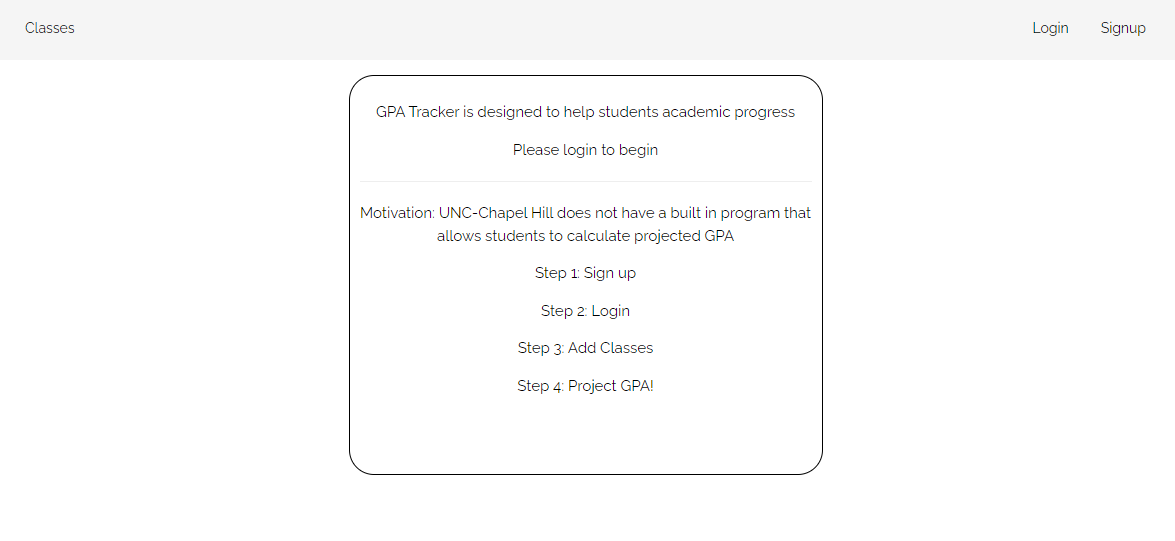 Classes
Login
Signup
GPA Tracker is designed to help students academic progress
Please login to begin
Motivation: UNC-Chapel Hill does not have a built in program that
allows students to calculate projected GPA
Step 1: Sign up
Step 2: Login
Step 3: Add Classes
Step 4: Project GPA!